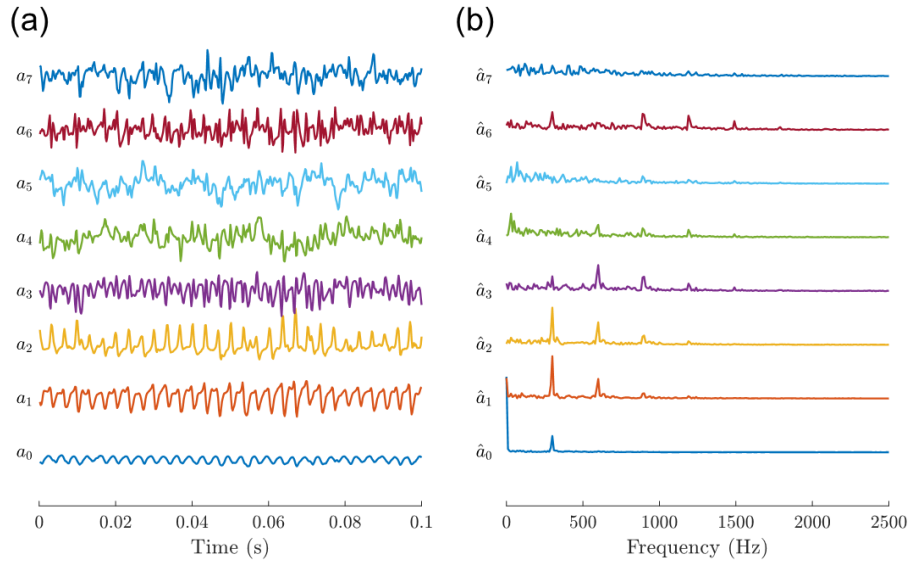 (a) (b)
a₇ â₇
a₆ â₆
a₅ â₅
a₄ â₄
a₃ â₃
a₂ â₂
a₁ â₁
a₀ â₀
0 0.02 0.04 0.06 0.08 0.1 0 500 1000 1500 2000 2500
Time (s) Frequency (Hz)